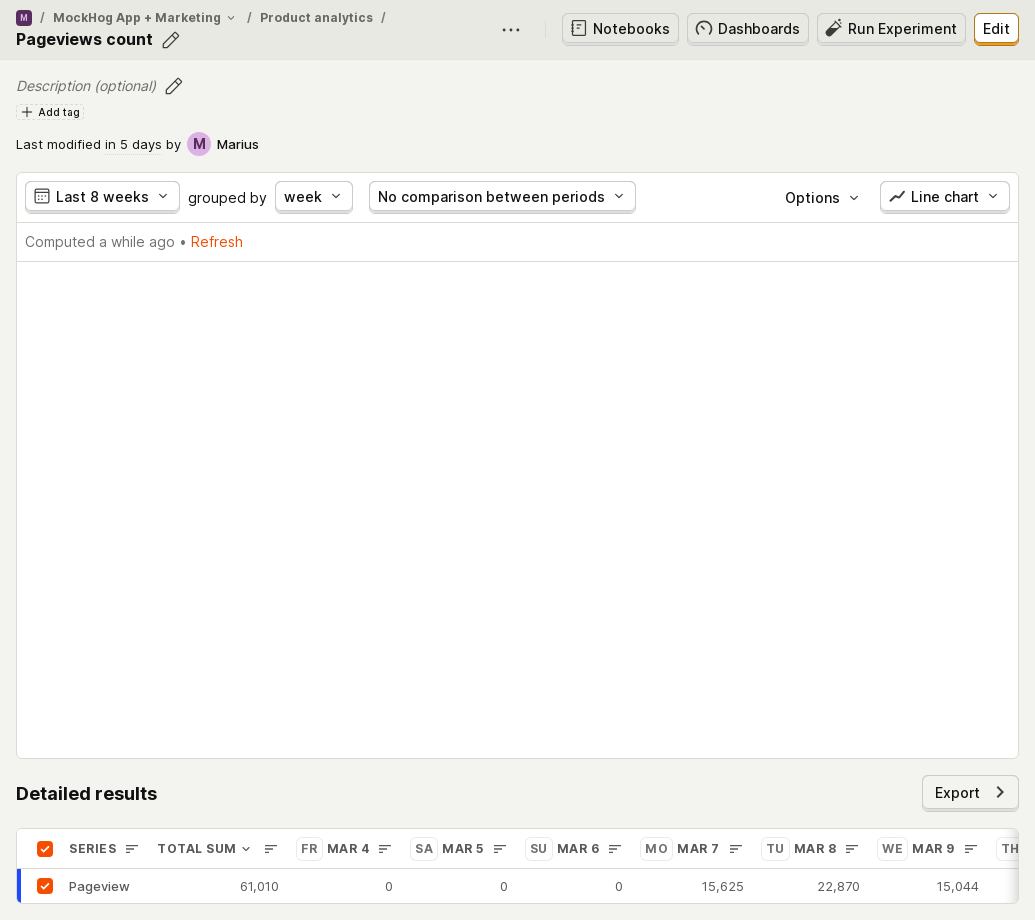 M / MockHog App + Marketing / Product analytics /
Pageviews count
Notebooks Dashboards Run Experiment Edit
Description (optional)
Add tag
Last modified in 5 days by M Marius
Last 8 weeks grouped by week No comparison between periods Options Line chart
Computed a while ago • Refresh
Detailed results
Export
SERIES TOTAL SUM FR MAR 4 SA MAR 5 SU MAR 6 MO MAR 7 TU MAR 8 WE MAR 9 TH
Pageview 61,010 0 0 0 15,625 22,870 15,044